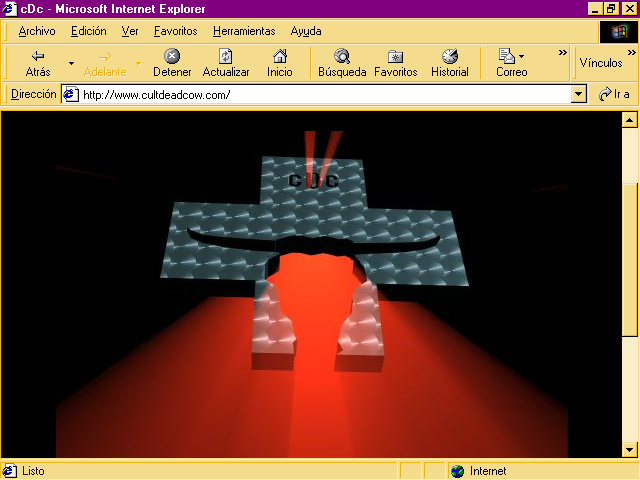 cDc - Microsoft Internet Explorer
Archivo Edición Ver Favoritos Herramientas Ayuda
Atrás Adelante Detener Actualizar Inicio Búsqueda Favoritos Historial Correo » Vínculos »
Dirección http://www.cultdeadcow.com/ Ir a
cDc
Listo Internet